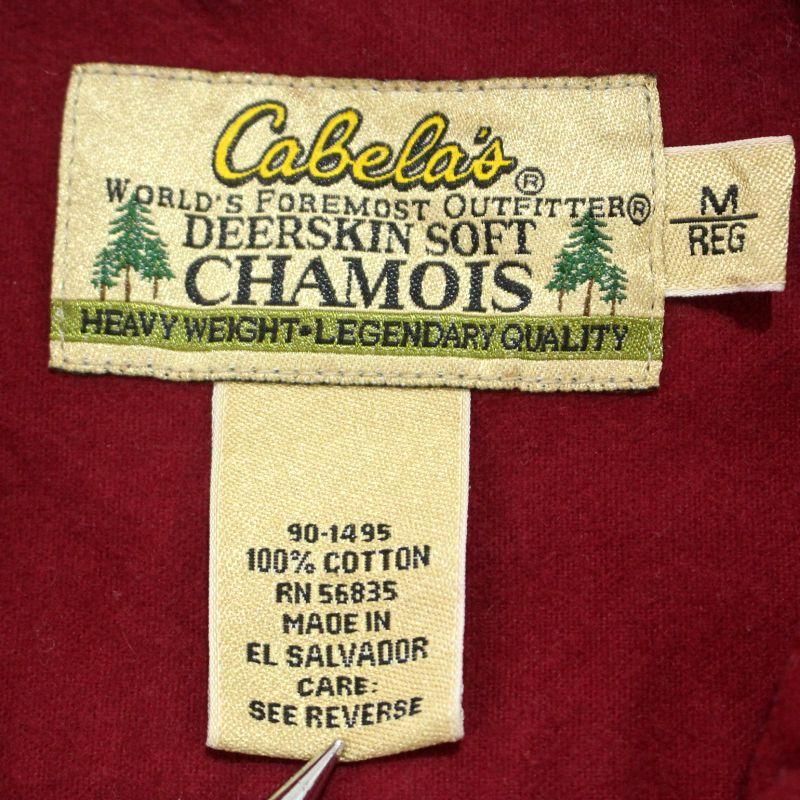 Cabela's®
WORLD'S FOREMOST OUTFITTER®
DEERSKIN SOFT
CHAMOIS
HEAVY WEIGHT•LEGENDARY QUALITY
M
REG
90-1495
100% COTTON
RN 56835
MADE IN
EL SALVADOR
CARE:
SEE REVERSE